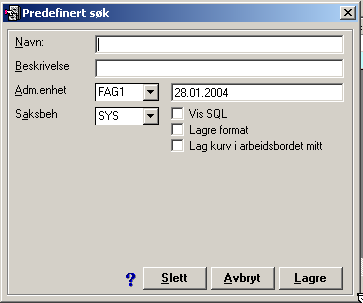 Predefinert søk
Navn:
Beskrivelse
Adm.enhet FAG1 28.01.2004
Saksbeh SYS Vis SQL
Lagre format
Lag kurv i arbeidsbordet mitt
? Slett Avbryt Lagre